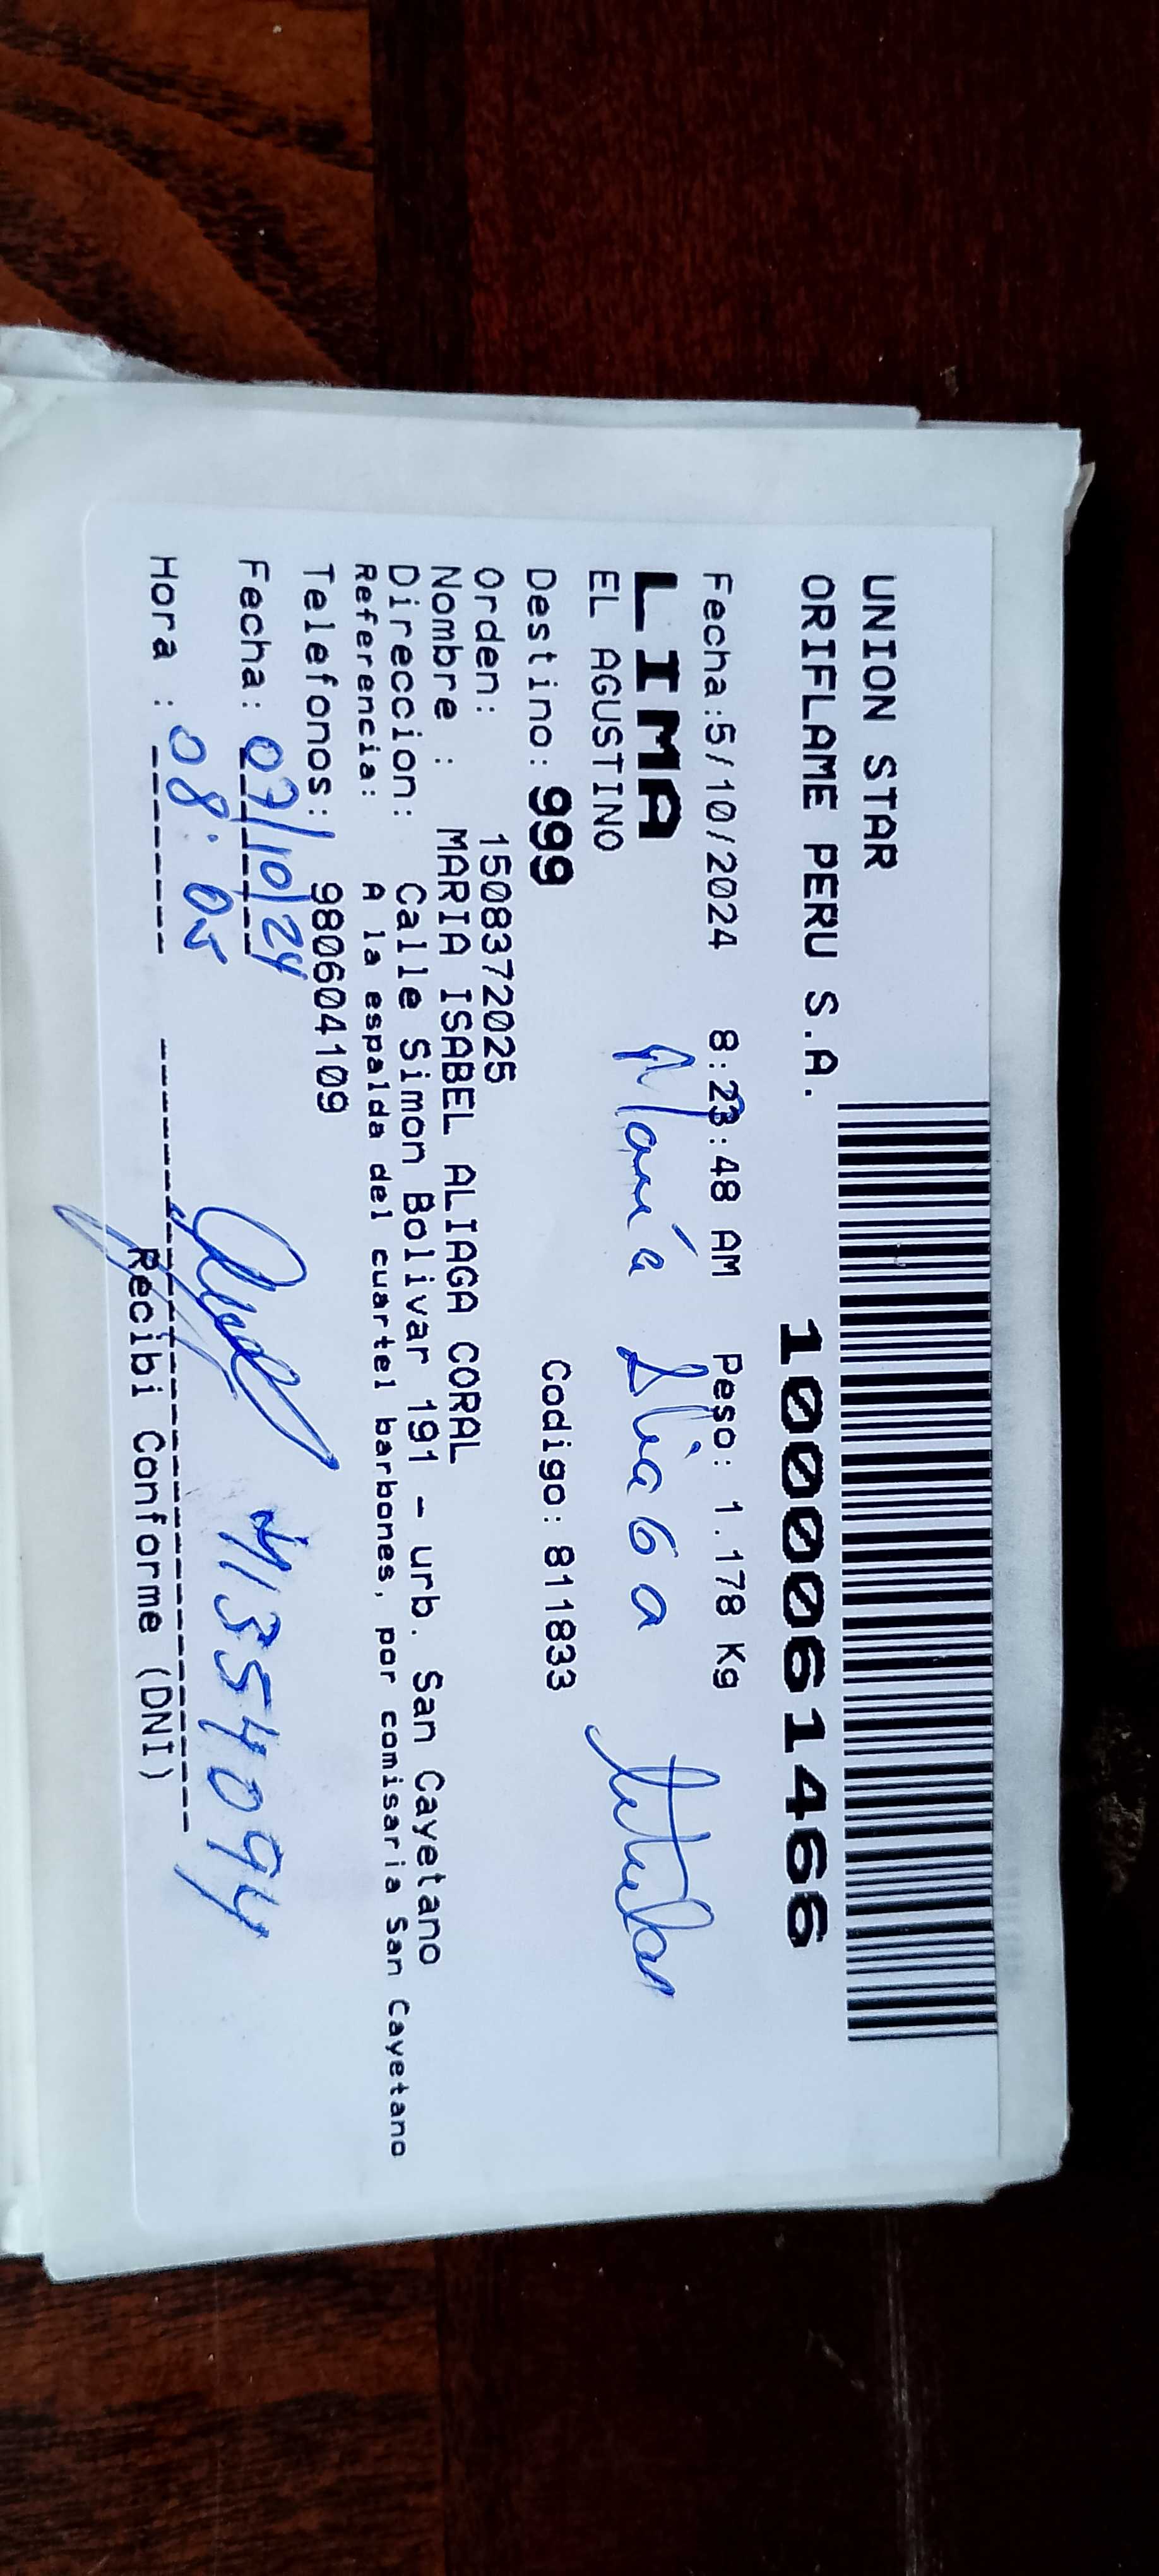 UNION STAR
ORIFLAME PERU S.A.
1000061466
Fecha:5/10/2024 8:23:48 AM Peso: 1.178 Kg
LIMA María Aliaga titular
EL AGUSTINO
Destino: 999 Codigo: 811833
Orden: 1508372025
Nombre : MARIA ISABEL ALIAGA CORAL
Direccion: Calle Simon Bolivar 191 - urb. San Cayetano
Referencia: A la espalda del cuartel barbones, por comisaria San Cayetano
Telefonos: 980604109
Fecha: 07/10/24
Hora : 08:05 41354094
Recibi Conforme (DNI)